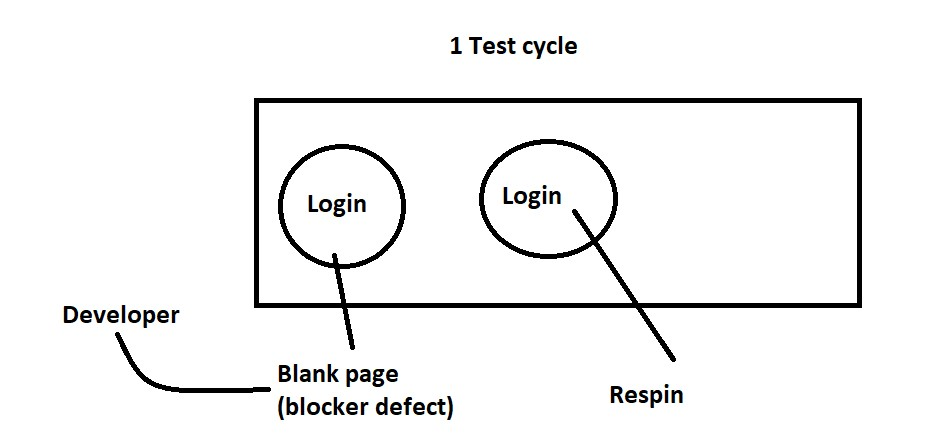 1 Test cycle
Login
Login
Developer
Blank page
(blocker defect)
Respin